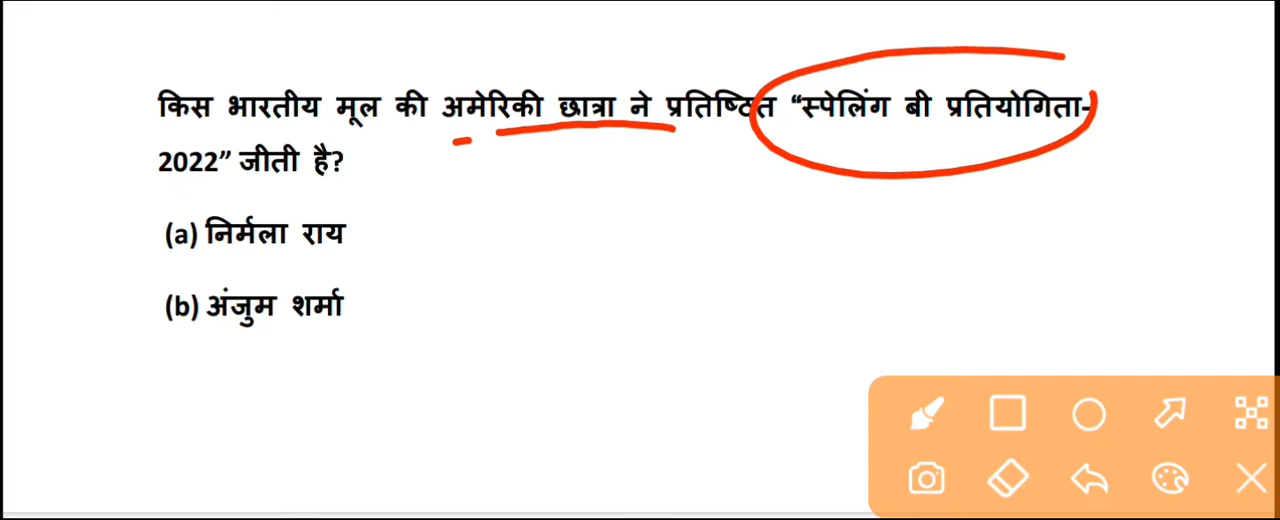 किस भारतीय मूल की अमेरिकी छात्रा ने प्रतिष्ठित “स्पेलिंग बी प्रतियोगिता-
2022” जीती है?
(a) निर्मला राय
(b) अंजुम शर्मा